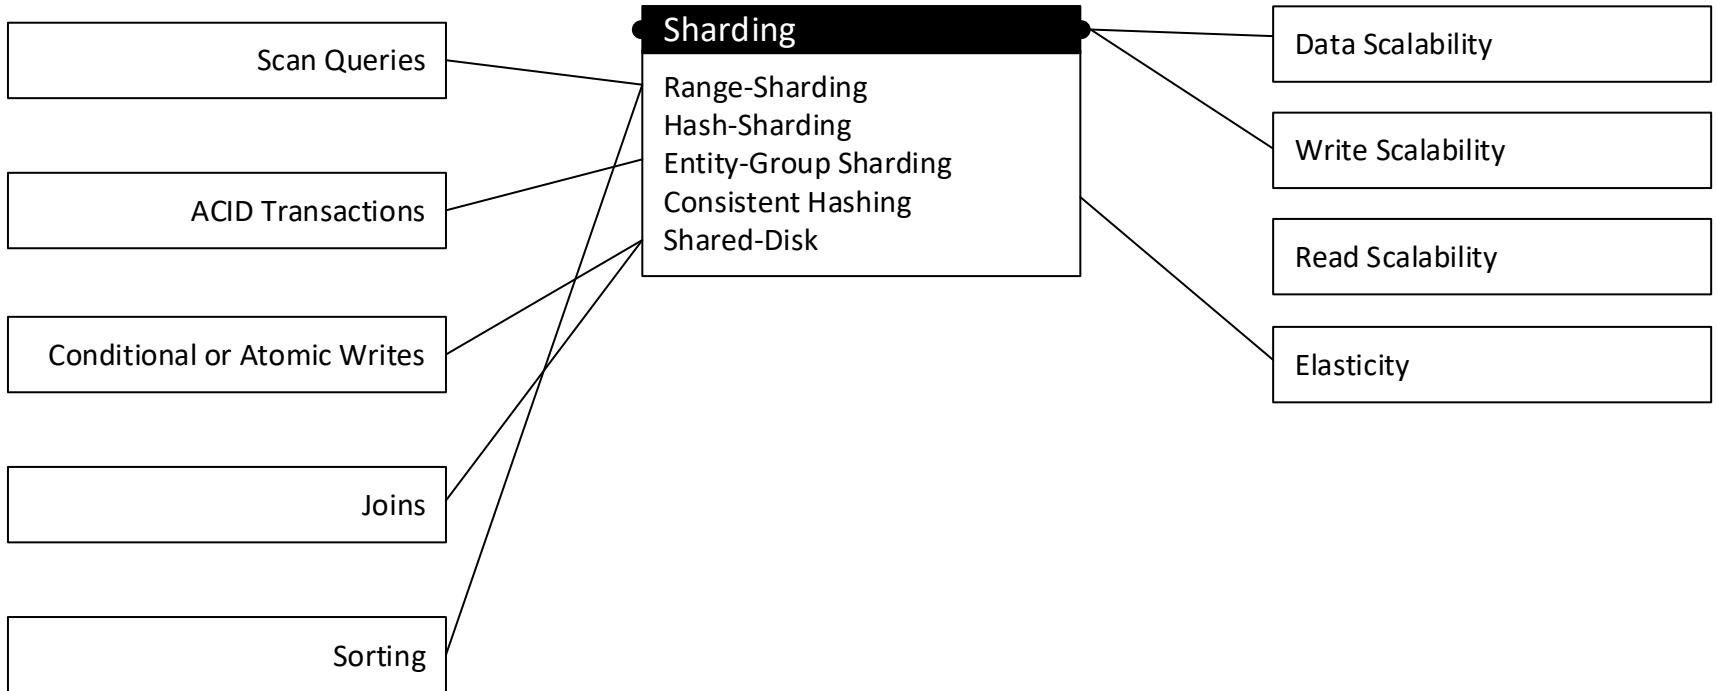 Scan Queries
ACID Transactions
Conditional or Atomic Writes
Joins
Sorting
Sharding
Range-Sharding
Hash-Sharding
Entity-Group Sharding
Consistent Hashing
Shared-Disk
Data Scalability
Write Scalability
Read Scalability
Elasticity